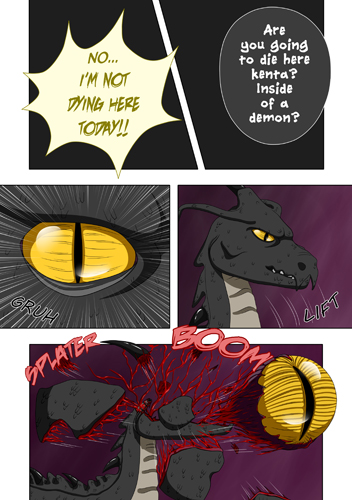 Are
you going
to die here
kenta?
Inside
of a
demon?
NO...
I'M NOT
DYING HERE
TODAY!!
GRUH
LIFT
SPLATER
BOOM